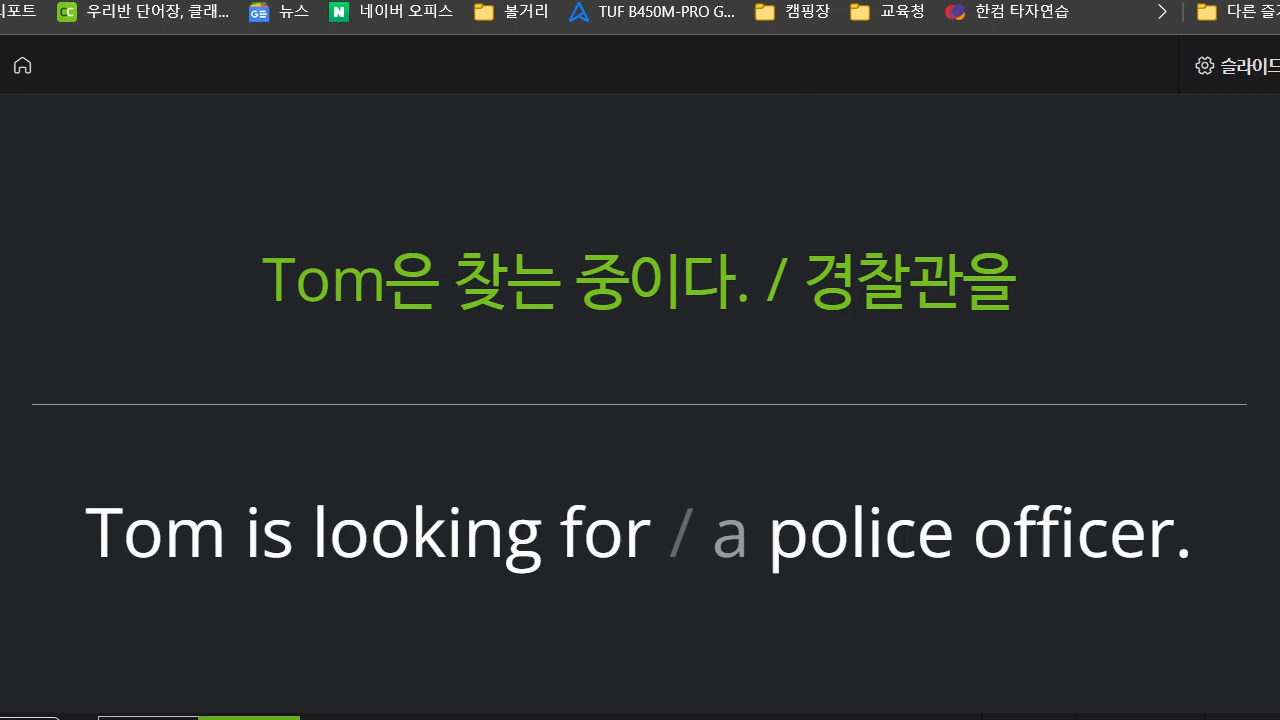 리포트 우리반 단어장, 클래... 뉴스 네이버 오피스 볼거리 TUF B450M-PRO G... 캠핑장 교육청 한컴 타자연습 다른 즐겨
슬라이드
Tom은 찾는 중이다. / 경찰관을
Tom is looking for / a police officer.